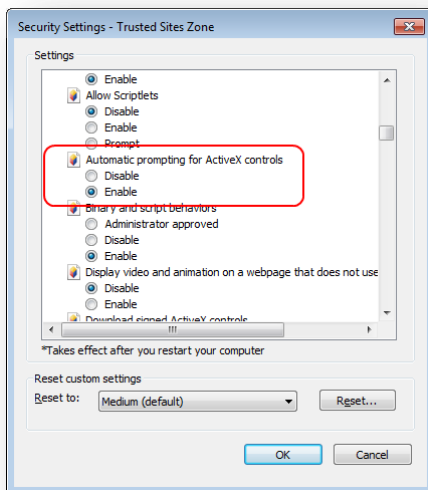 Security Settings - Trusted Sites Zone
Settings
Enable
Allow Scriptlets
Disable
Enable
Prompt
Automatic prompting for ActiveX controls
Disable
Enable
Binary and script behaviors
Administrator approved
Disable
Enable
Display video and animation on a webpage that does not use
Disable
Enable
Download signed ActiveX controls
*Takes effect after you restart your computer
Reset custom settings
Reset to: Medium (default) Reset...
OK Cancel